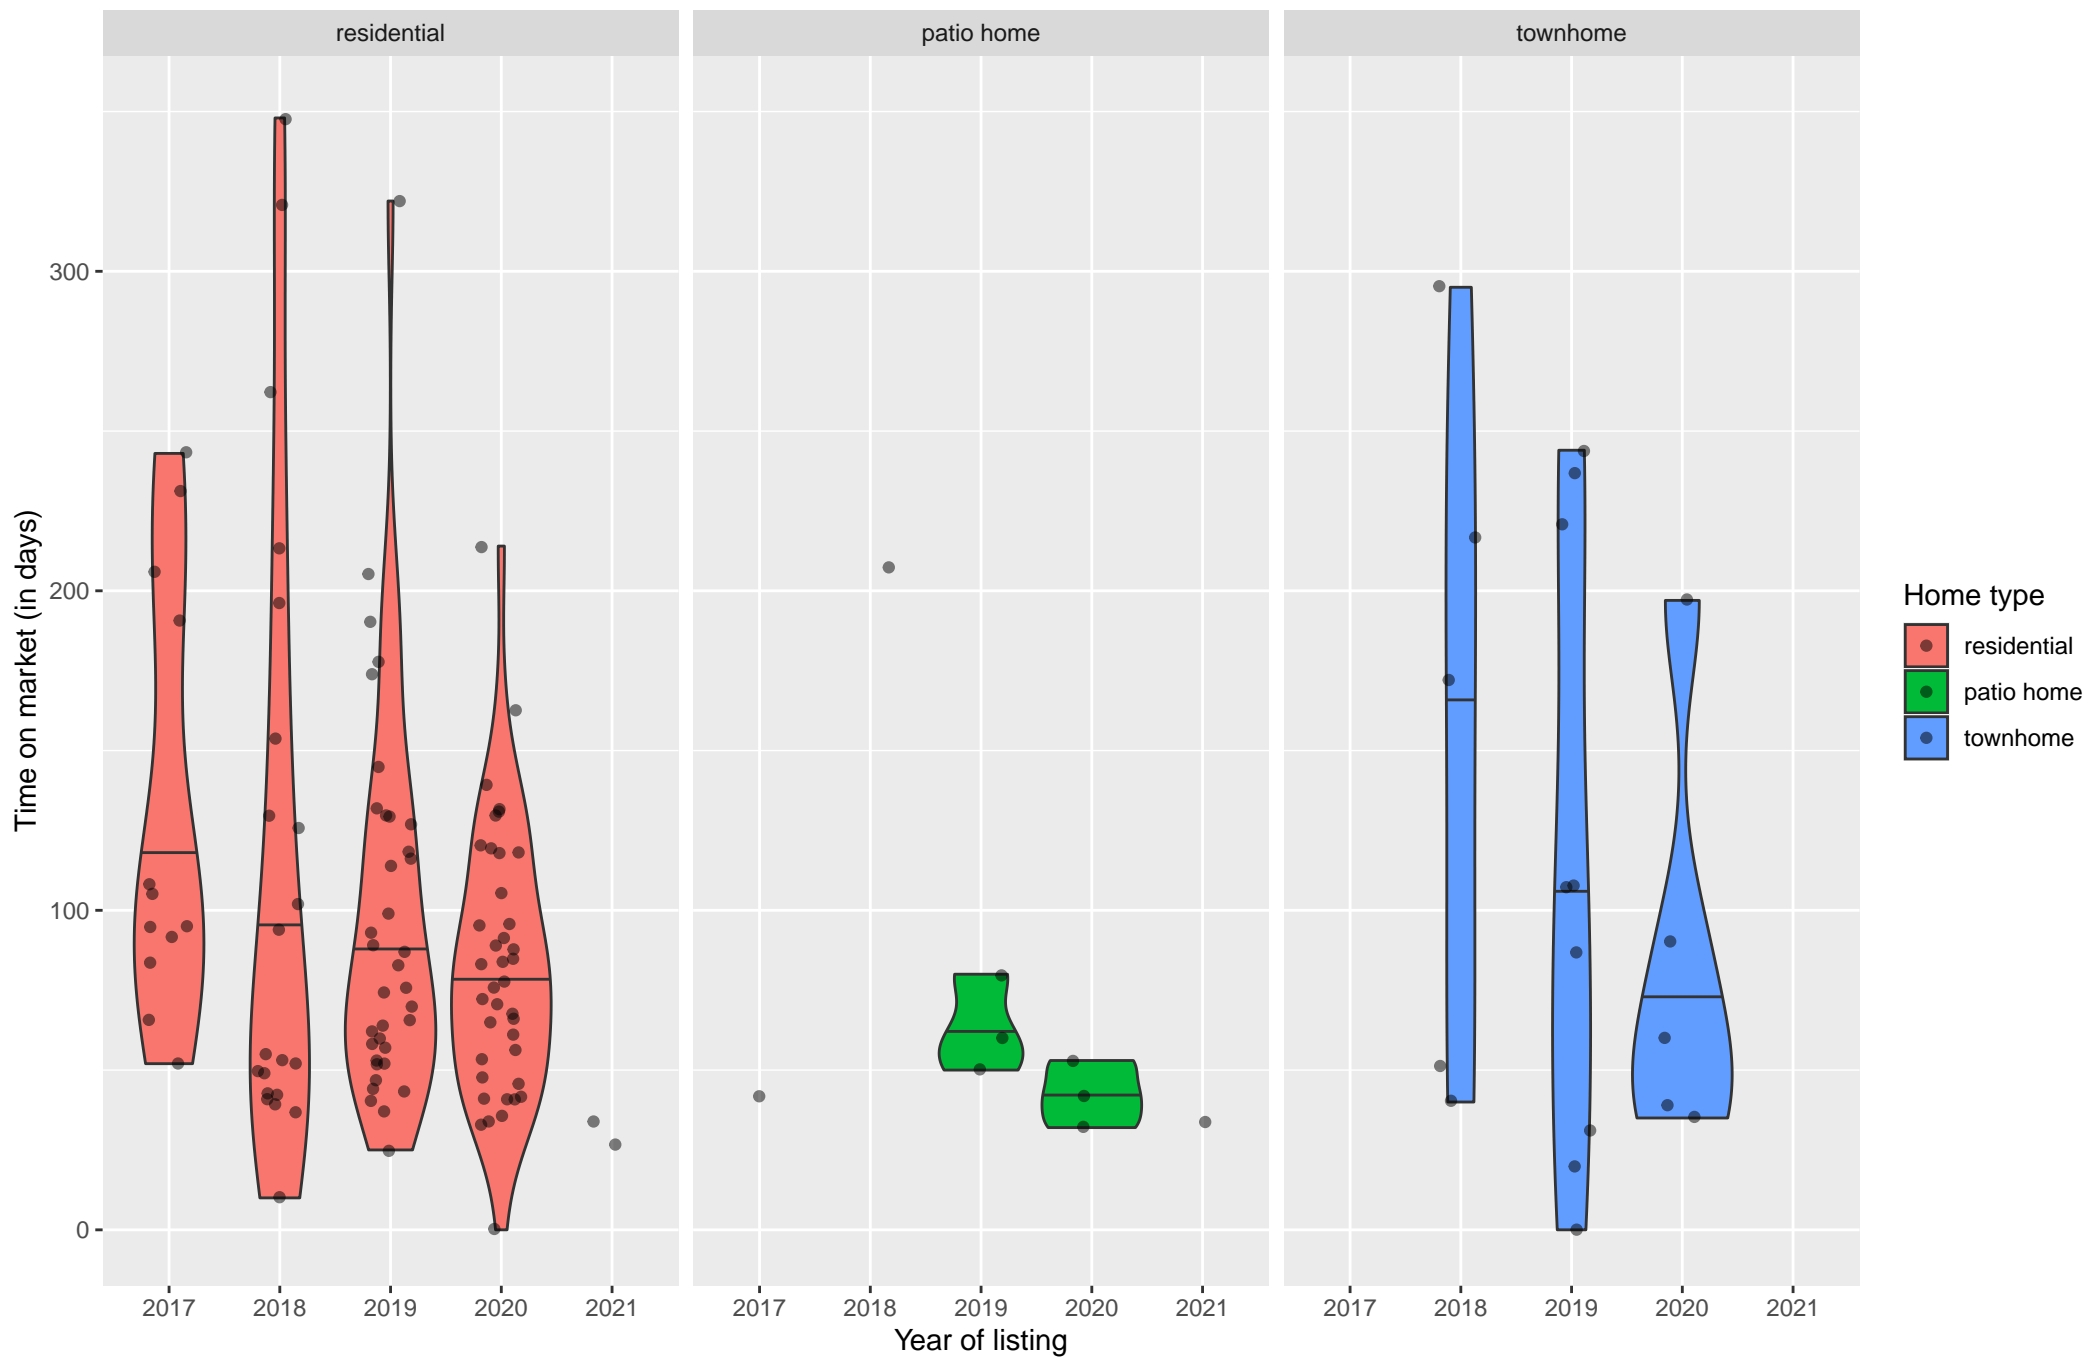 residential
patio home
townhome
Time on market (in days)
300
200
100
0
2017 2018 2019 2020 2021
2017 2018 2019 2020 2021
2017 2018 2019 2020 2021
Year of listing
Home type
residential
patio home
townhome